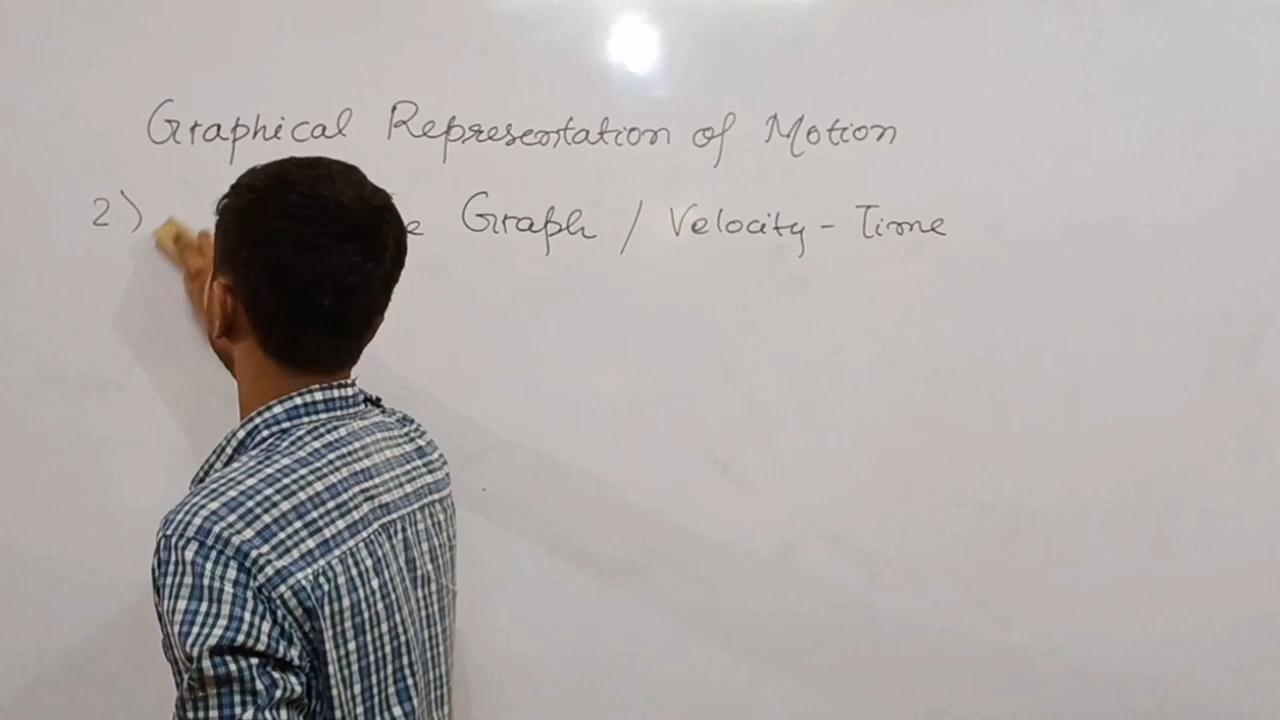 Graphical Representation of Motion
2) Graph / Velocity - Time